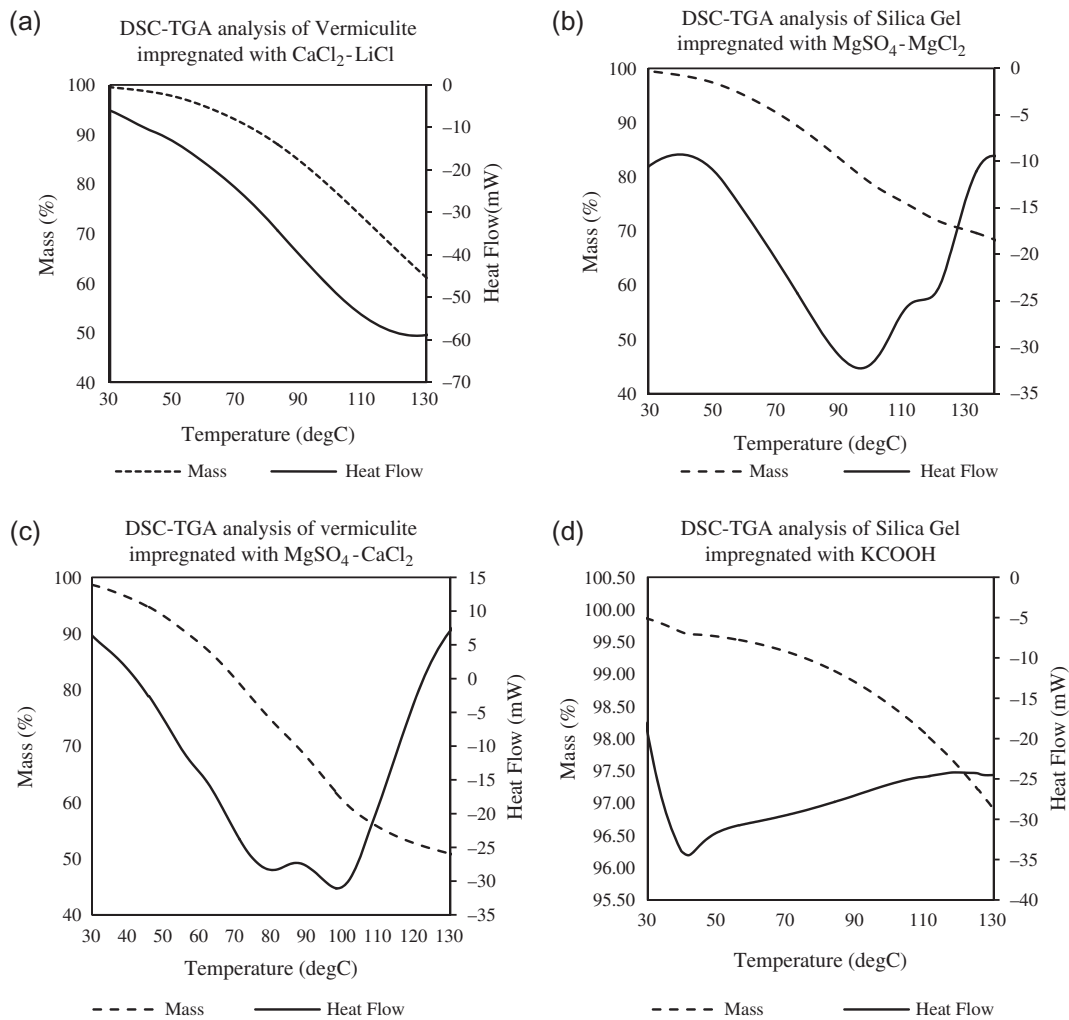 (a)
DSC-TGA analysis of Vermiculite
impregnated with CaCl2-LiCl
100
90
80
70
60
50
40
Mass (%)
0
–10
–20
–30
–40
–50
–60
–70
Heat Flow(mW)
30 50 70 90 110 130
Temperature (degC)
Mass Heat Flow
(b)
DSC-TGA analysis of Silica Gel
impregnated with MgSO4-MgCl2
100
90
80
70
60
50
40
Mass (%)
0
–5
–10
–15
–20
–25
–30
–35
30 50 70 90 110 130
Temperature (degC)
Mass Heat Flow
(c)
DSC-TGA analysis of vermiculite
impregnated with MgSO4-CaCl2
100
90
80
70
60
50
40
Mass (%)
15
10
5
0
–5
–10
–15
–20
–25
–30
–35
Heat Flow (mW)
30 40 50 60 70 80 90 100 110 120 130
Temperature (degC)
Mass Heat Flow
(d)
DSC-TGA analysis of Silica Gel
impregnated with KCOOH
100.50
100.00
99.50
99.00
98.50
98.00
97.50
97.00
96.50
96.00
95.50
Mass (%)
0
–5
–10
–15
–20
–25
–30
–35
–40
Heat Flow (mW)
30 50 70 90 110 130
Temperature (degC)
Mass Heat Flow